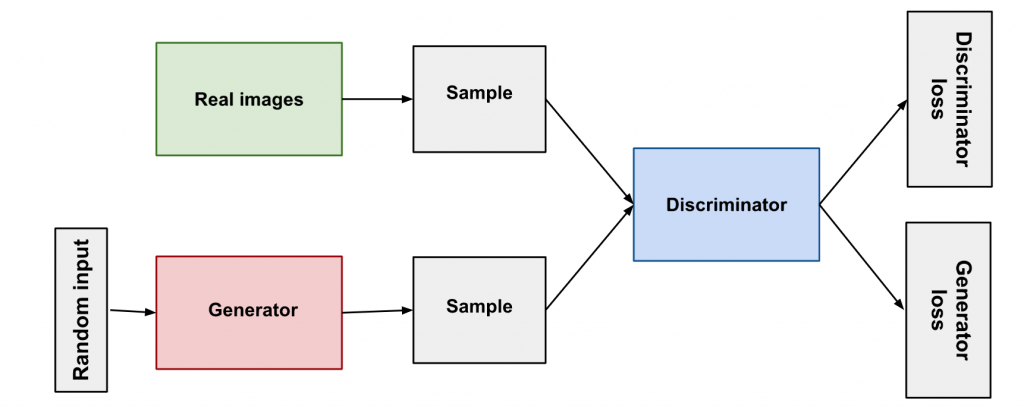 Real images
Sample
Discriminator
loss
Discriminator
Random input
Generator
Sample
Generator
loss